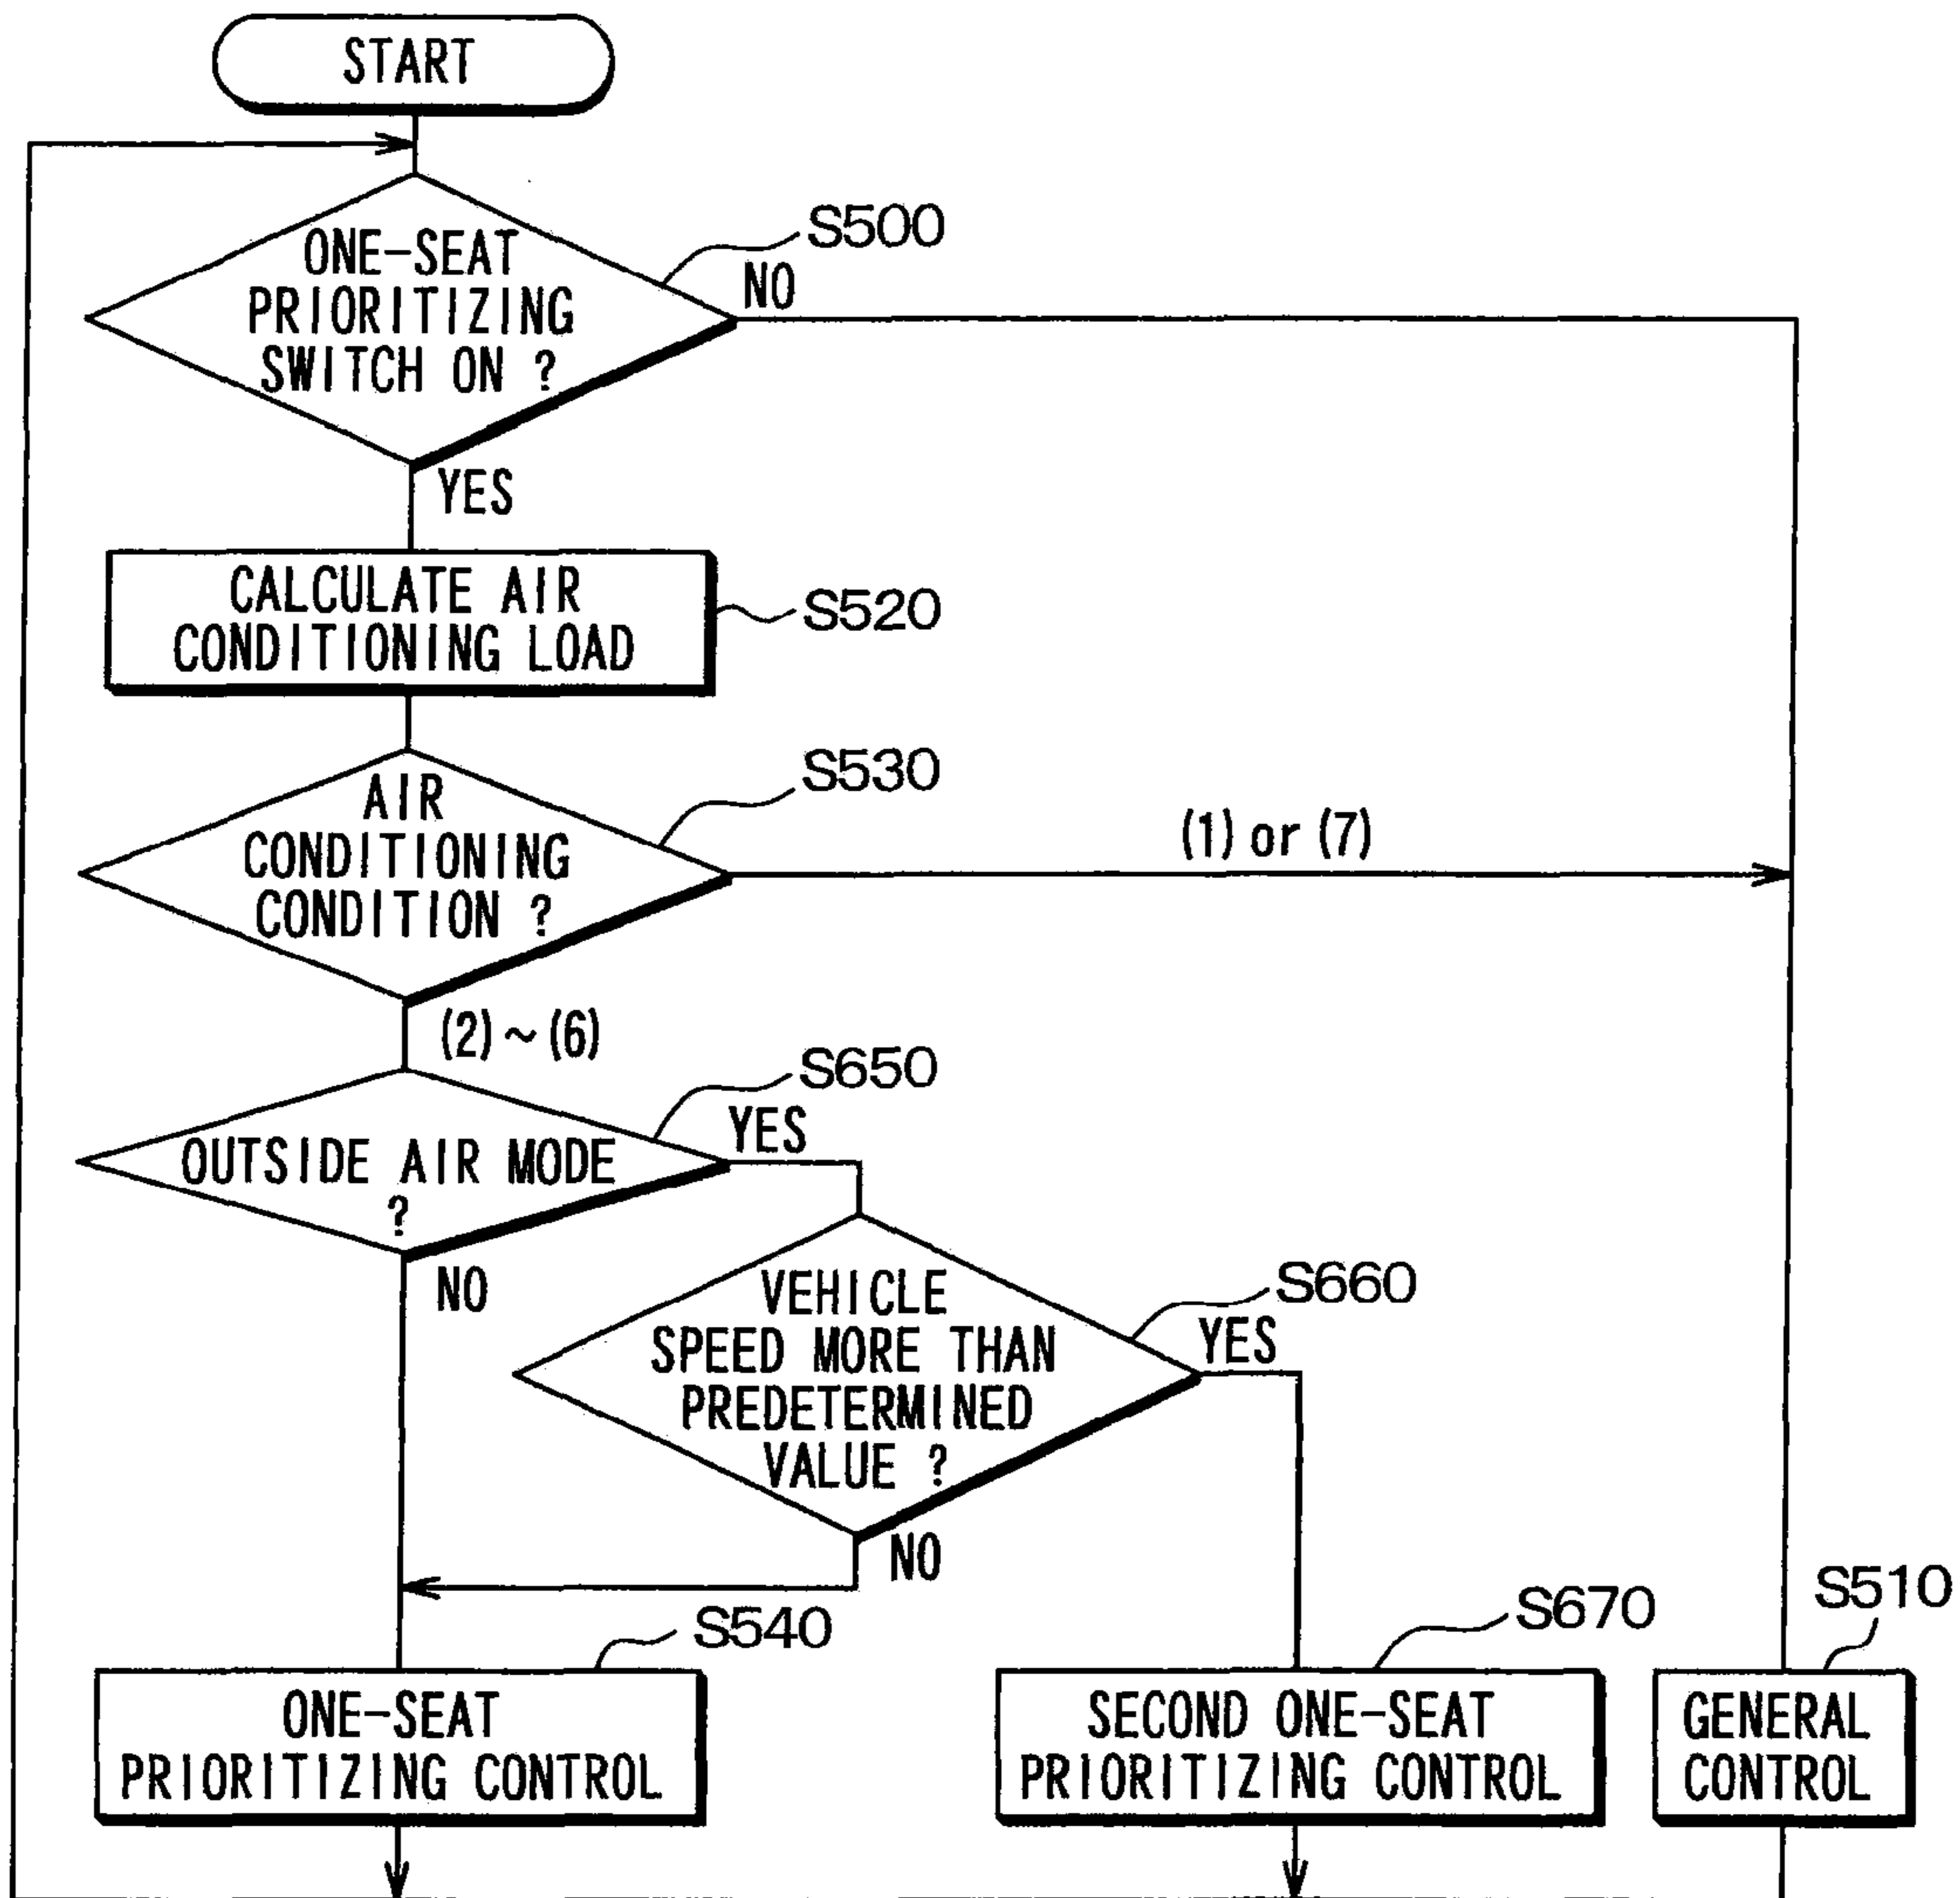 START
S500
ONE-SEAT
PRIORITIZING
SWITCH ON ?
NO
YES
CALCULATE AIR
CONDITIONING LOAD
S520
S530
AIR
CONDITIONING
CONDITION ?
(1) or (7)
(2)~(6)
S650
OUTSIDE AIR MODE
?
YES
NO
S660
VEHICLE
SPEED MORE THAN
PREDETERMINED
VALUE ?
YES
NO
S540
ONE-SEAT
PRIORITIZING CONTROL
S670
SECOND ONE-SEAT
PRIORITIZING CONTROL
S510
GENERAL
CONTROL